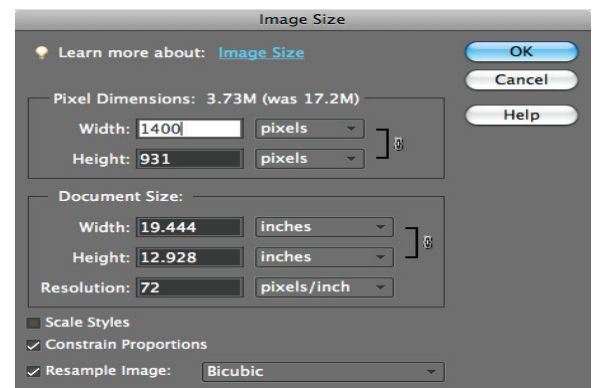 Image Size
Learn more about: Image Size
OK
Cancel
Help
Pixel Dimensions: 3.73M (was 17.2M)
Width: 1400 pixels
Height: 931 pixels
Document Size:
Width: 19.444 inches
Height: 12.928 inches
Resolution: 72 pixels/inch
Scale Styles
Constrain Proportions
Resample Image: Bicubic